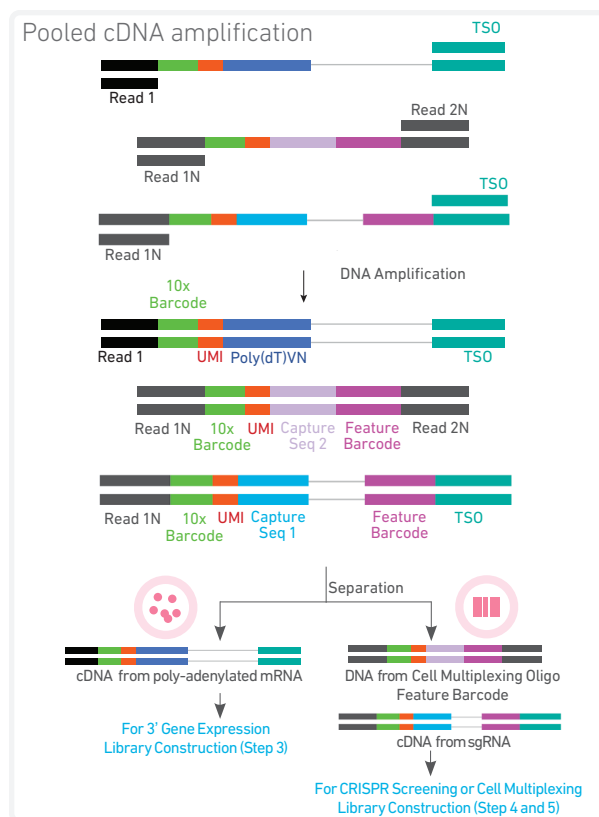 Pooled cDNA amplification
TSO
Read 1
Read 2N
Read 1N
TSO
Read 1N
DNA Amplification
10x
Barcode
Read 1
UMI
Poly(dT)VN
TSO
Read 1N
10x
Barcode
UMI
Capture
Seq 2
Feature
Barcode
Read 2N
Read 1N
10x
Barcode
UMI
Capture
Seq 1
Feature
Barcode
TSO
Separation
cDNA from poly-adenylated mRNA
For 3' Gene Expression
Library Construction (Step 3)
DNA from Cell Multiplexing Oligo
Feature Barcode
cDNA from sgRNA
For CRISPR Screening or Cell Multiplexing
Library Construction (Step 4 and 5)